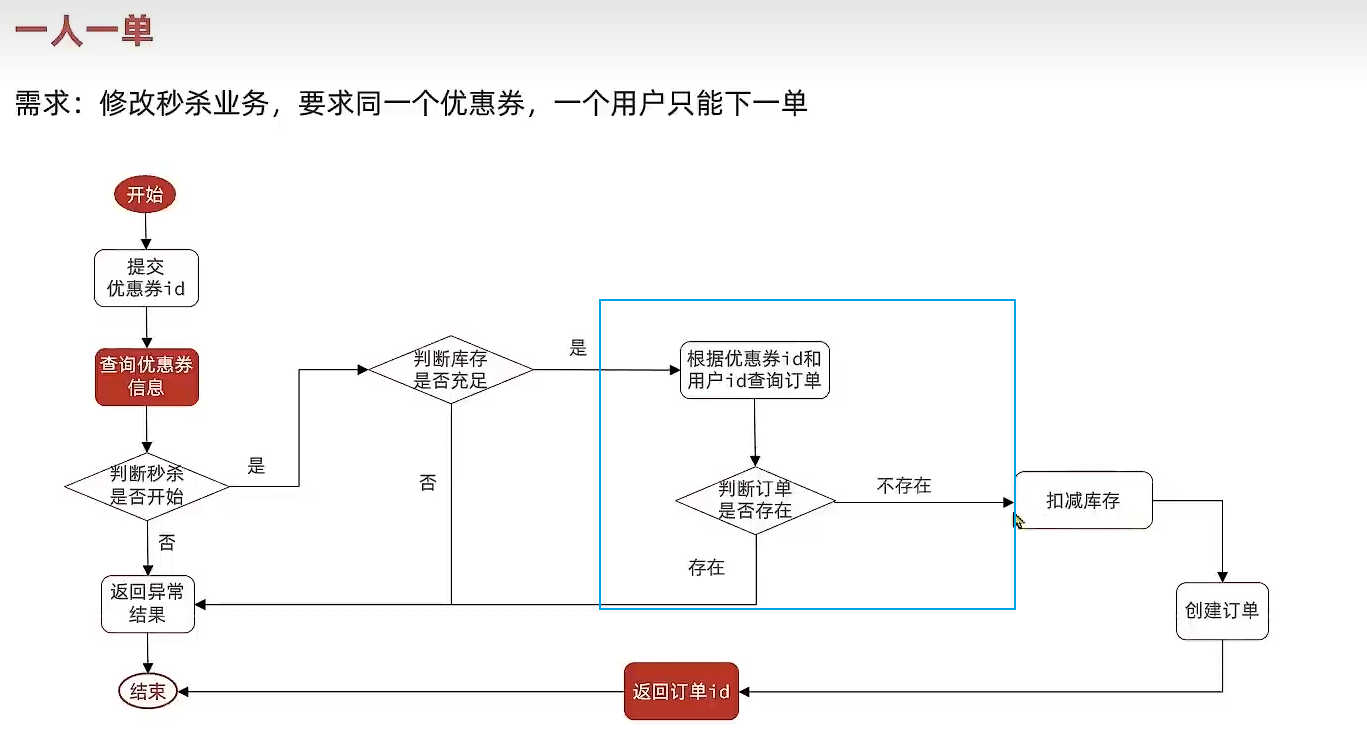 一人一单
需求：修改秒杀业务，要求同一个优惠券，一个用户只能下一单
开始
提交
优惠券id
查询优惠券
信息
判断秒杀
是否开始
是
否
返回异常
结果
结束
判断库存
是否充足
是
否
根据优惠券id和
用户id查询订单
判断订单
是否存在
不存在
存在
扣减库存
创建订单
返回订单id